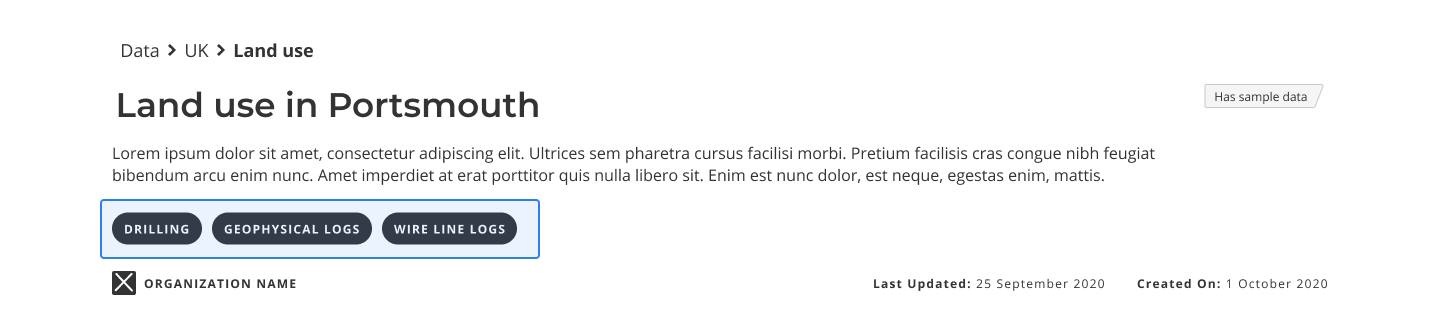 Data > UK > Land use
Land use in Portsmouth
Has sample data
Lorem ipsum dolor sit amet, consectetur adipiscing elit. Ultrices sem pharetra cursus facilisi morbi. Pretium facilisis cras congue nibh feugiat
bibendum arcu enim nunc. Amet imperdiet at erat porttitor quis nulla libero sit. Enim est nunc dolor, est neque, egestas enim, mattis.
DRILLING GEOPHYSICAL LOGS WIRE LINE LOGS
ORGANIZATION NAME Last Updated: 25 September 2020 Created On: 1 October 2020